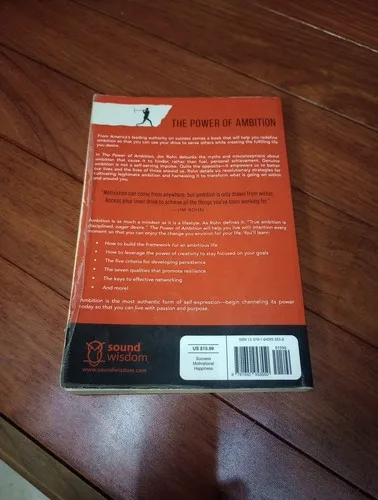 THE POWER OF AMBITION
From America's leading authority on success comes a book that will help you redefine
ambition so that you can use your drive to serve others while creating the fulfilling life
you desire.
In The Power of Ambition, Jim Rohn debunks the myths and misconceptions about
ambition that cause it to hinder, rather than fuel, personal achievement. Genuine
ambition is not a self-serving impulse. Quite the opposite—it empowers us to better
our lives and the lives of those around us. Rohn details six revolutionary strategies for
cultivating legitimate ambition and harnessing it to transform what is going on within
and around you.
"Motivation can come from anywhere, but ambition is only drawn from within.
Access your inner drive to achieve all the things you've been working for."
—JIM ROHN
Ambition is as much a mindset as it is a lifestyle. As Rohn defines it, "True ambition is
disciplined, eager desire." The Power of Ambition will help you live with intention every
moment so that you can enjoy the change you envision for your life. You'll learn:
• How to build the framework for an ambitious life
• How to leverage the power of creativity to stay focused on your goals
• The five criteria for developing persistence
• The seven qualities that promote resilience
• The keys to effective networking
• And more!
Ambition is the most authentic form of self-expression—begin channeling its power
today so that you can live with passion and purpose.
sound
wisdom
www.soundwisdom.com
US $15.99
Success
Motivational
Happiness